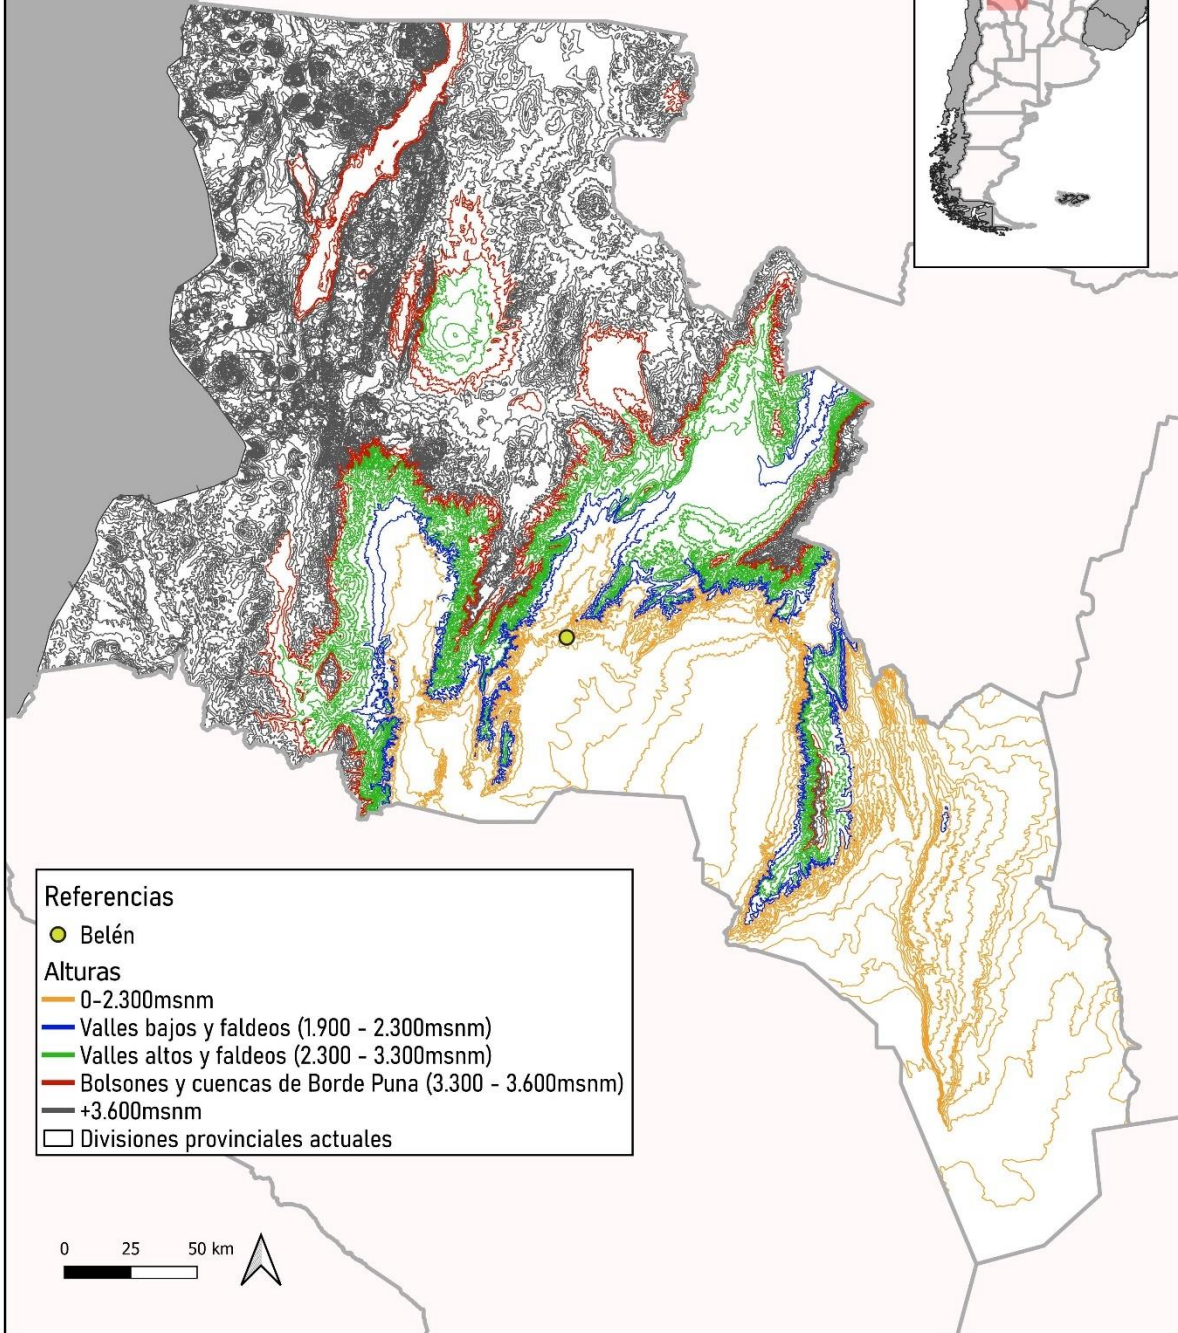 Referencias
Belén
Alturas
0-2.300msnm
Valles bajos y faldeos (1.900 - 2.300msnm)
Valles altos y faldeos (2.300 - 3.300msnm)
Bolsones y cuencas de Borde Puna (3.300 - 3.600msnm)
+3.600msnm
Divisiones provinciales actuales
0 25 50 km